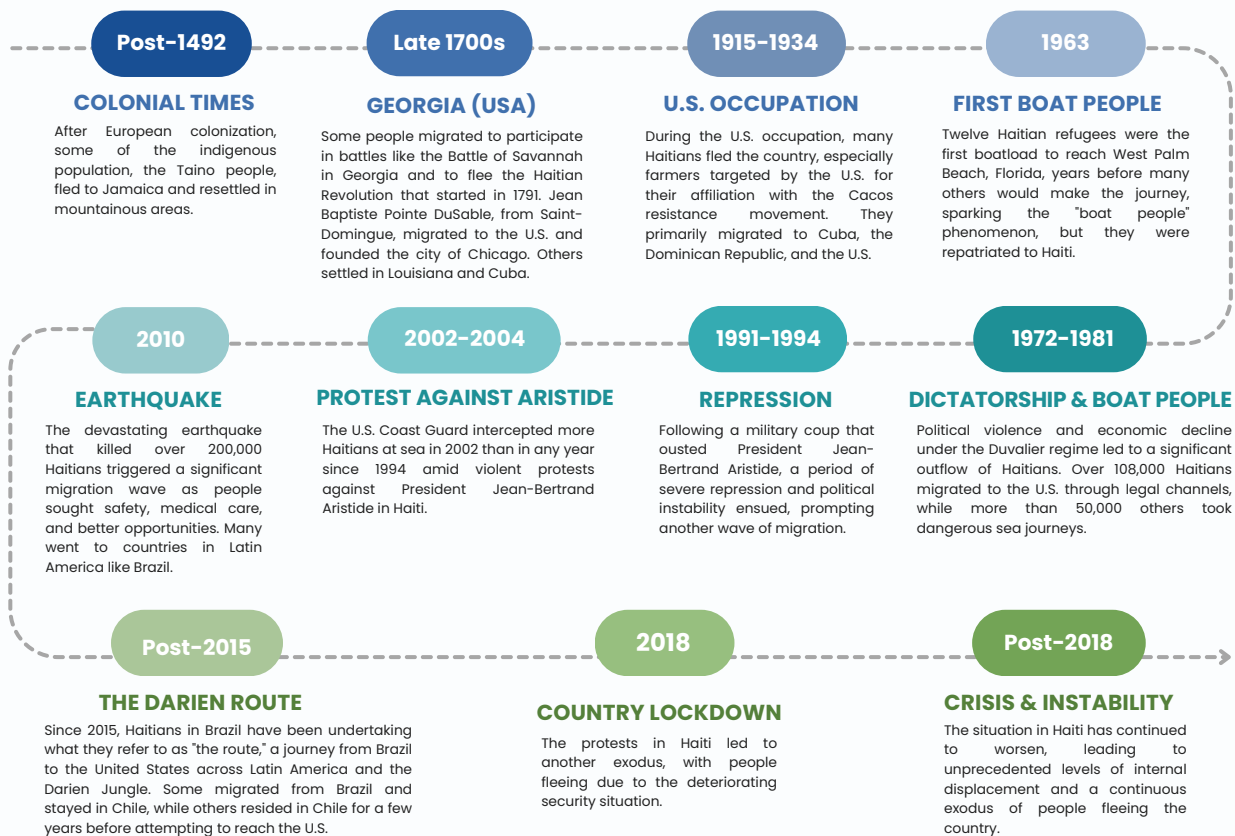 Post-1492
COLONIAL TIMES
After European colonization,
some of the indigenous
population, the Taino people,
fled to Jamaica and resettled in
mountainous areas.
Late 1700s
GEORGIA (USA)
Some people migrated to participate
in battles like the Battle of Savannah
in Georgia and to flee the Haitian
Revolution that started in 1791. Jean
Baptiste Pointe DuSable, from Saint-
Domingue, migrated to the U.S. and
founded the city of Chicago. Others
settled in Louisiana and Cuba.
1915-1934
U.S. OCCUPATION
During the U.S. occupation, many
Haitians fled the country, especially
farmers targeted by the U.S. for
their affiliation with the Cacos
resistance movement. They
primarily migrated to Cuba, the
Dominican Republic, and the U.S.
1963
FIRST BOAT PEOPLE
Twelve Haitian refugees were the
first boatload to reach West Palm
Beach, Florida, years before many
others would make the journey,
sparking the "boat people"
phenomenon, but they were
repatriated to Haiti.
1972-1981
DICTATORSHIP & BOAT PEOPLE
Political violence and economic decline
under the Duvalier regime led to a significant
outflow of Haitians. Over 108,000 Haitians
migrated to the U.S. through legal channels,
while more than 50,000 others took
dangerous sea journeys.
1991-1994
REPRESSION
Following a military coup that
ousted President Jean-
Bertrand Aristide, a period of
severe repression and political
instability ensued, prompting
another wave of migration.
2002-2004
PROTEST AGAINST ARISTIDE
The U.S. Coast Guard intercepted more
Haitians at sea in 2002 than in any year
since 1994 amid violent protests
against President Jean-Bertrand
Aristide in Haiti.
2010
EARTHQUAKE
The devastating earthquake
that killed over 200,000
Haitians triggered a significant
migration wave as people
sought safety, medical care,
and better opportunities. Many
went to countries in Latin
America like Brazil.
Post-2015
THE DARIEN ROUTE
Since 2015, Haitians in Brazil have been undertaking
what they refer to as "the route," a journey from Brazil
to the United States across Latin America and the
Darien Jungle. Some migrated from Brazil and
stayed in Chile, while others resided in Chile for a few
years before attempting to reach the U.S.
2018
COUNTRY LOCKDOWN
The protests in Haiti led to
another exodus, with people
fleeing due to the deteriorating
security situation.
Post-2018
CRISIS & INSTABILITY
The situation in Haiti has continued
to worsen, leading to
unprecedented levels of internal
displacement and a continuous
exodus of people fleeing the
country.